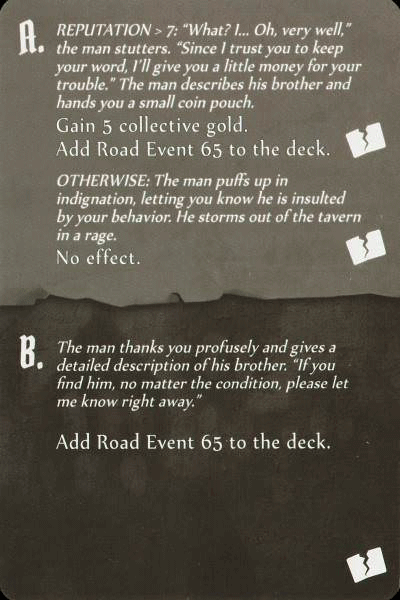 A. REPUTATION > 7: “What? I... Oh, very well,”
the man stutters. “Since I trust you to keep
your word, I’ll give you a little money for your
trouble.” The man describes his brother and
hands you a small coin pouch.
Gain 5 collective gold.
Add Road Event 65 to the deck.
OTHERWISE: The man puffs up in
indignation, letting you know he is insulted
by your behavior. He storms out of the tavern
in a rage.
No effect.
B. The man thanks you profusely and gives a
detailed description of his brother. “If you
find him, no matter the condition, please let
me know right away.”
Add Road Event 65 to the deck.